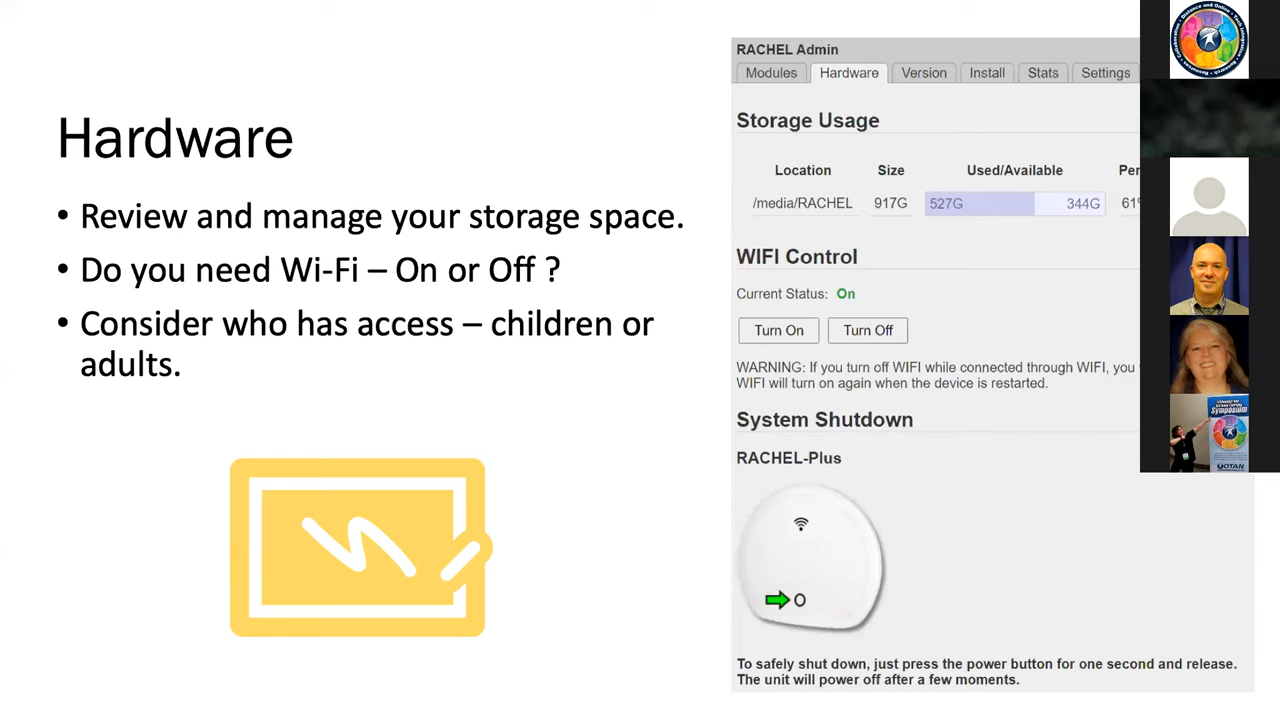 Hardware
• Review and manage your storage space.
• Do you need Wi-Fi – On or Off ?
• Consider who has access – children or
adults.
RACHEL Admin
Modules Hardware Version Install Stats Settings
Storage Usage
Location Size Used/Available
/media/RACHEL 917G 527G 344G
WIFI Control
Current Status: On
Turn On Turn Off
WARNING: If you turn off WIFI while connected through WIFI, you
WIFI will turn on again when the device is restarted.
System Shutdown
RACHEL-Plus
To safely shut down, just press the power button for one second and release.
The unit will power off after a few moments.
Symposium
OTAN